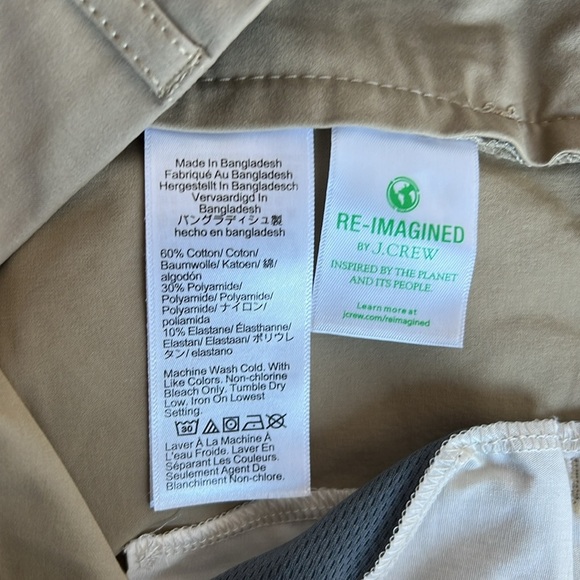 Made In Bangladesh
Fabriqué Au Bangladesh
Hergestellt In Bangladesch
Vervaardigd In
Bangladesh
バングラディシュ製
hecho en bangladesh
60% Cotton/ Coton/
Baumwolle/ Katoen/ 綿/
algodón
30% Polyamide/
Polyamide/ Polyamide/
Polyamide/ ナイロン/
poliamida
10% Elastane/ Élasthanne/
Elastan/ Elastaan/ ポリウレ
タン/ elastano
Machine Wash Cold. With
Like Colors. Non-chlorine
Bleach Only. Tumble Dry
Low. Iron On Lowest
Setting.
30
Laver À La Machine À
L'eau Froide. Laver En
Séparant Les Couleurs.
Seulement Agent De
Blanchiment Non-chlore.
RE-IMAGINED
BY J.CREW
INSPIRED BY THE PLANET
AND ITS PEOPLE.
Learn more at
jcrew.com/reimagined